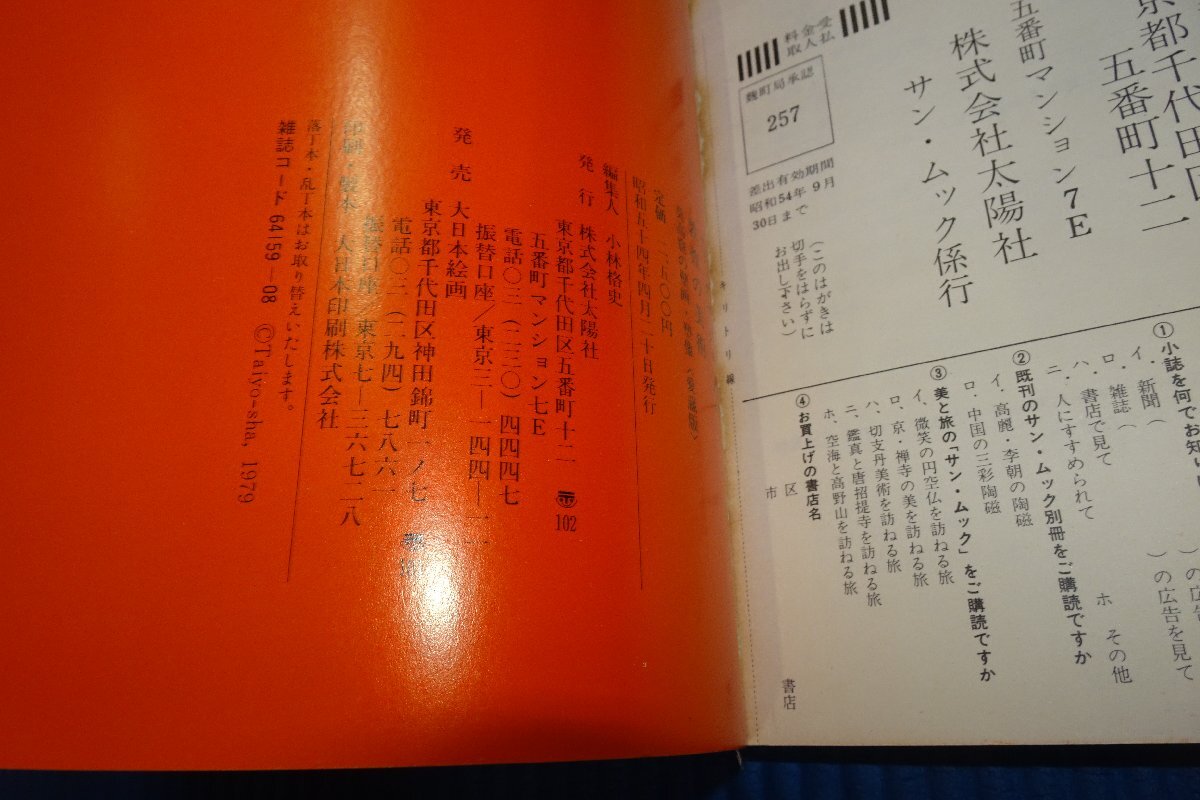 料金受
取人払
麹町局承認
257
差出有効期間
昭和54年9月
30日まで
(このはがきは
切手をはらずに
お出し下さい)
京都千代田区
五番町十二
五番町マンション7E
株式会社太陽社
サン・ムック係行
①小誌を何でお知り
イ、新聞(
)の広告
ロ、雑誌(
)の広告を見て
ハ、書店で見て
ニ、人にすすめられて
ホ その他
②既刊のサン・ムック別冊をご購読ですか
イ、高麗・李朝の陶磁
ロ、中国の三彩陶磁
③美と旅の「サン・ムック」をご購読ですか
イ、微笑の円空仏を訪ねる旅
ロ、京・禅寺の美を訪ねる旅
ハ、切支丹美術を訪ねる旅
ニ、鑑真と唐招提寺を訪ねる旅
ホ、空海と高野山を訪ねる旅
④お買上げの書店名
市 区
書店
キリトリ線
定価 二五〇〇円
昭和五十四年四月二十日発行
編集人 小林格史
発行 株式会社太陽社
東京都千代田区五番町十二 〒102
五番町マンション七E
電話〇三(二三〇)四四四七
振替口座/東京三―一四四一一一
発売 大日本絵画
東京都千代田区神田錦町一ノ七
電話〇三(二九四)七八六一
振替口座/東京七―三六七二八
印刷・製本 大日本印刷株式会社
落丁本・乱丁本はお取り替えいたします。
雑誌コード 64159-08 ©Taiyo-sha, 1979